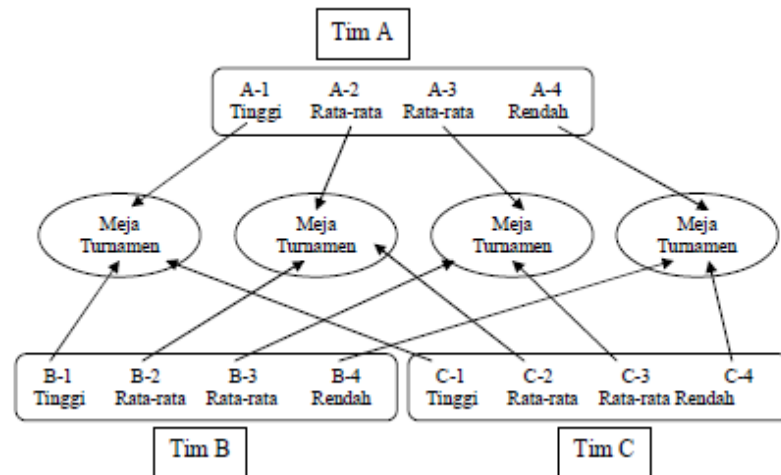 Tim A
A-1 A-2 A-3 A-4
Tinggi Rata-rata Rata-rata Rendah
Meja Meja Meja Meja
Turnamen Turnamen Turnamen Turnamen
B-1 B-2 B-3 B-4 C-1 C-2 C-3 C-4
Tinggi Rata-rata Rata-rata Rendah Tinggi Rata-rata Rata-rata Rendah
Tim B Tim C